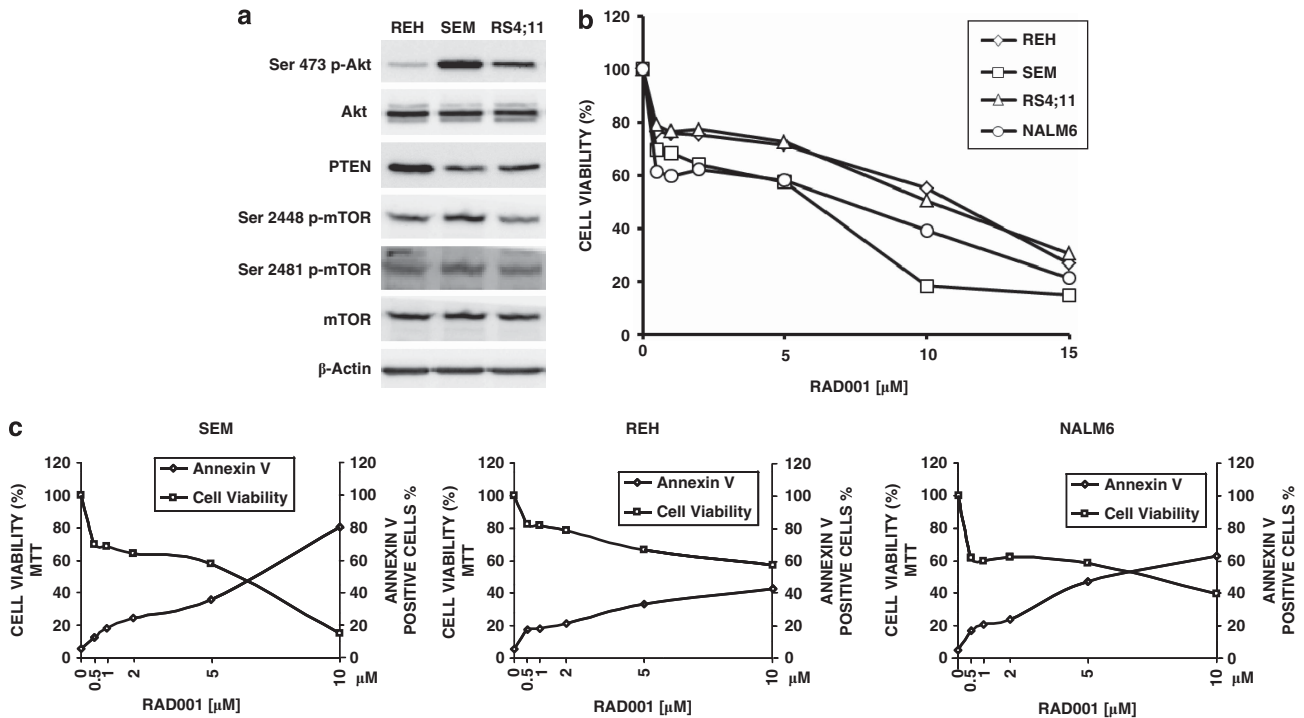 a
REH SEM RS4;11
Ser 473 p-Akt
Akt
PTEN
Ser 2448 p-mTOR
Ser 2481 p-mTOR
mTOR
β-Actin
b
120
100
80
60
40
20
0
CELL VIABILITY (%)
0 5 10 15
RAD001 [μM]
REH
SEM
RS4;11
NALM6
c
SEM
120
100
80
60
40
20
0
CELL VIABILITY (%)
MTT
Annexin V
Cell Viability
120
100
80
60
40
20
0
ANNEXIN V
POSITIVE CELLS %
0 0.5 1 2 5 10 μM
RAD001 [μM]
REH
120
100
80
60
40
20
0
CELL VIABILITY (%)
MTT
Annexin V
Cell Viability
120
100
80
60
40
20
0
ANNEXIN V
POSITIVE CELLS %
0 0.5 1 2 5 10 μM
RAD001 [μM]
NALM6
120
100
80
60
40
20
0
CELL VIABILITY (%)
MTT
Annexin V
Cell Viability
120
100
80
60
40
20
0
ANNEXIN V
POSITIVE CELLS %
0 0.5 1 2 5 10 μM
RAD001 [μM]